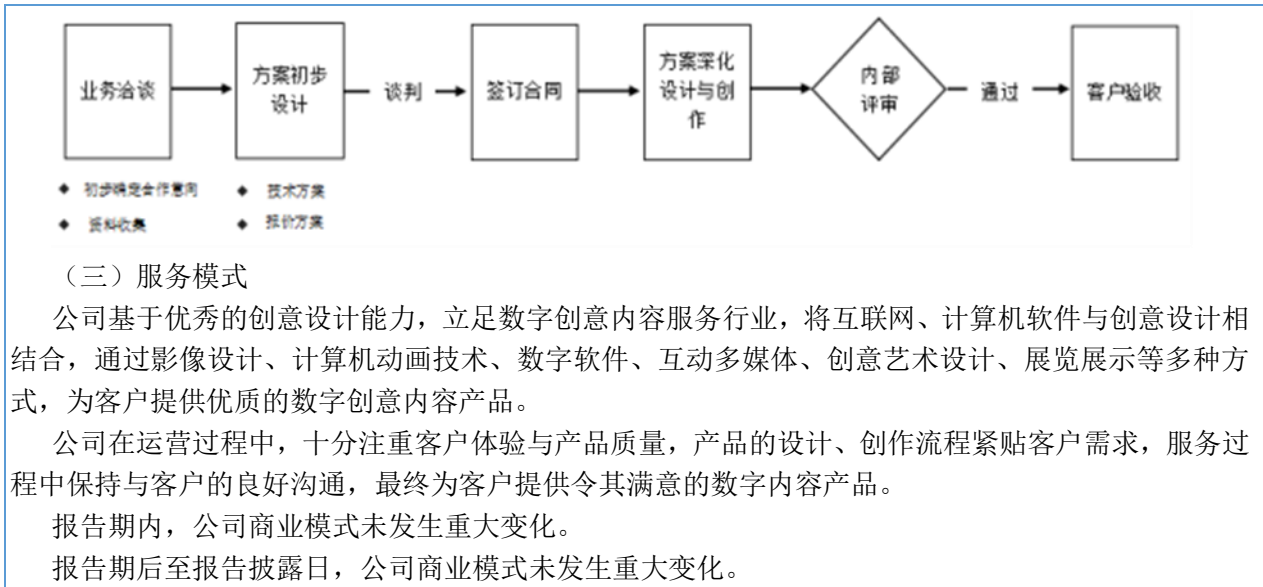 业务洽谈
方案初步
设计
谈判
签订合同
方案深化
设计与创
作
内部
评审
通过
客户验收
◆ 初步确定合作意向
◆ 资料收集
◆ 技术方案
◆ 报价方案
（三）服务模式
公司基于优秀的创意设计能力，立足数字创意内容服务行业，将互联网、计算机软件与创意设计相
结合，通过影像设计、计算机动画技术、数字软件、互动多媒体、创意艺术设计、展览展示等多种方
式，为客户提供优质的数字创意内容产品。
公司在运营过程中，十分注重客户体验与产品质量，产品的设计、创作流程紧贴客户需求，服务过
程中保持与客户的良好沟通，最终为客户提供令其满意的数字内容产品。
报告期内，公司商业模式未发生重大变化。
报告期后至报告披露日，公司商业模式未发生重大变化。